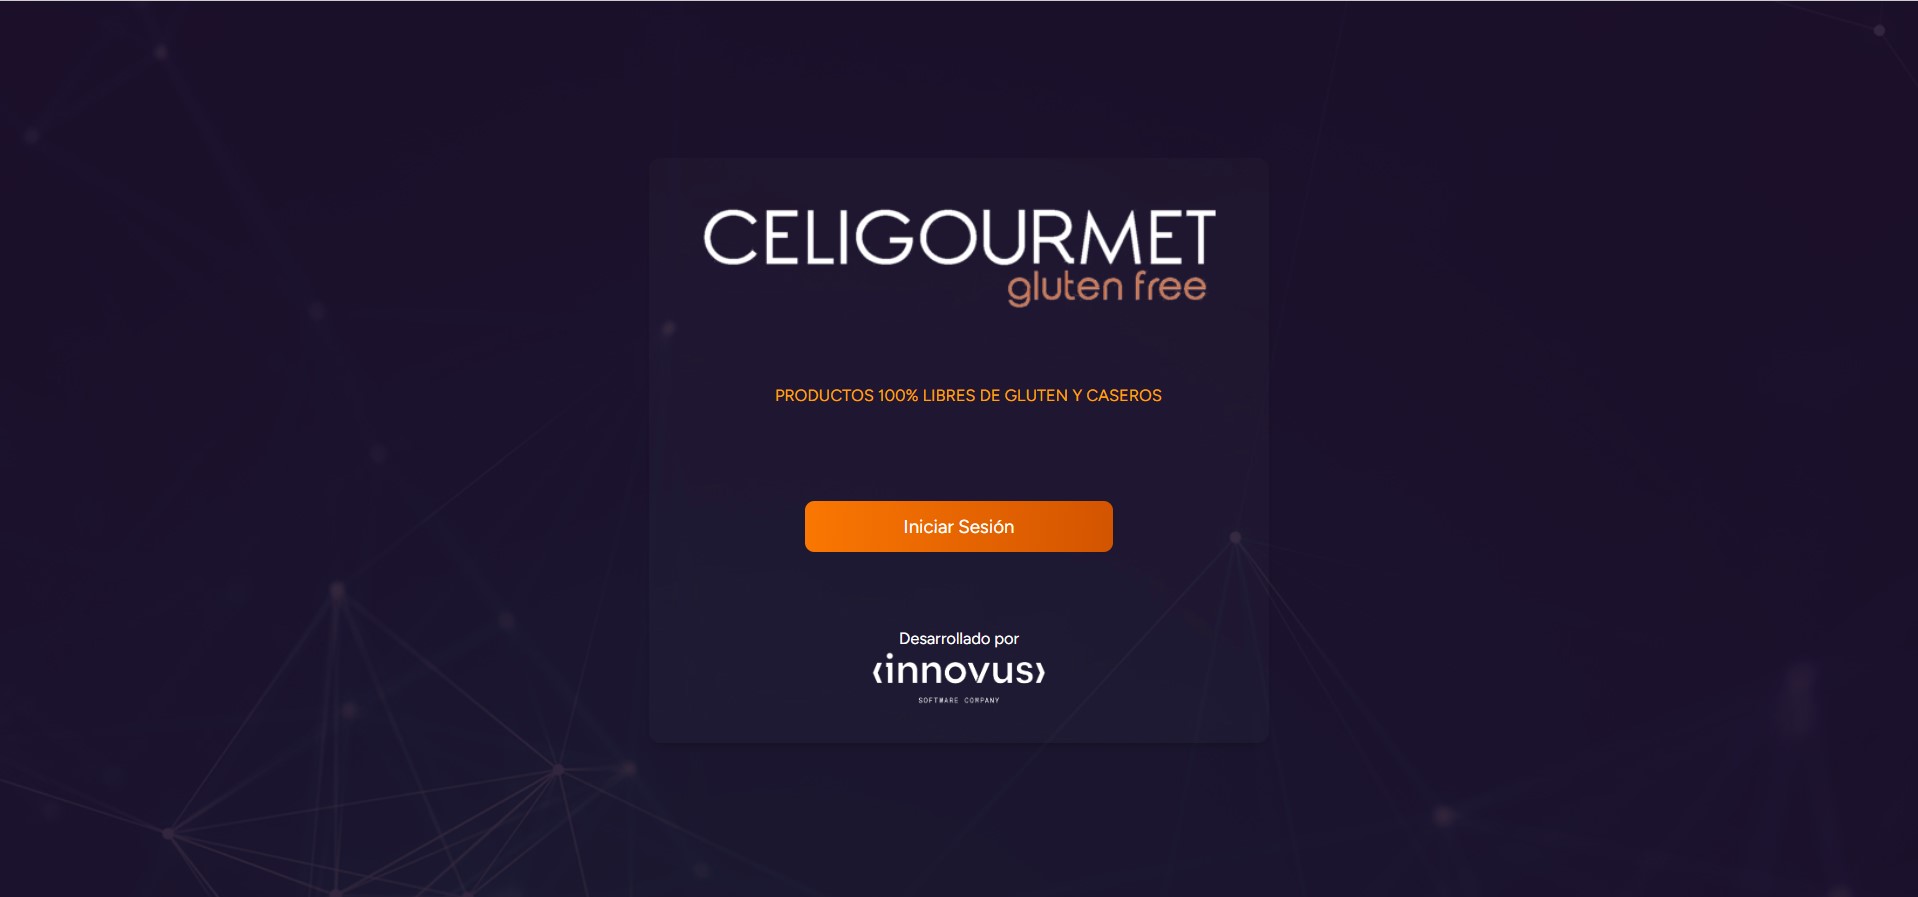 CELIGOURMET
gluten free
PRODUCTOS 100% LIBRES DE GLUTEN Y CASEROS
Iniciar Sesión
Desarrollado por
‹innovus›
SOFTWARE COMPANY